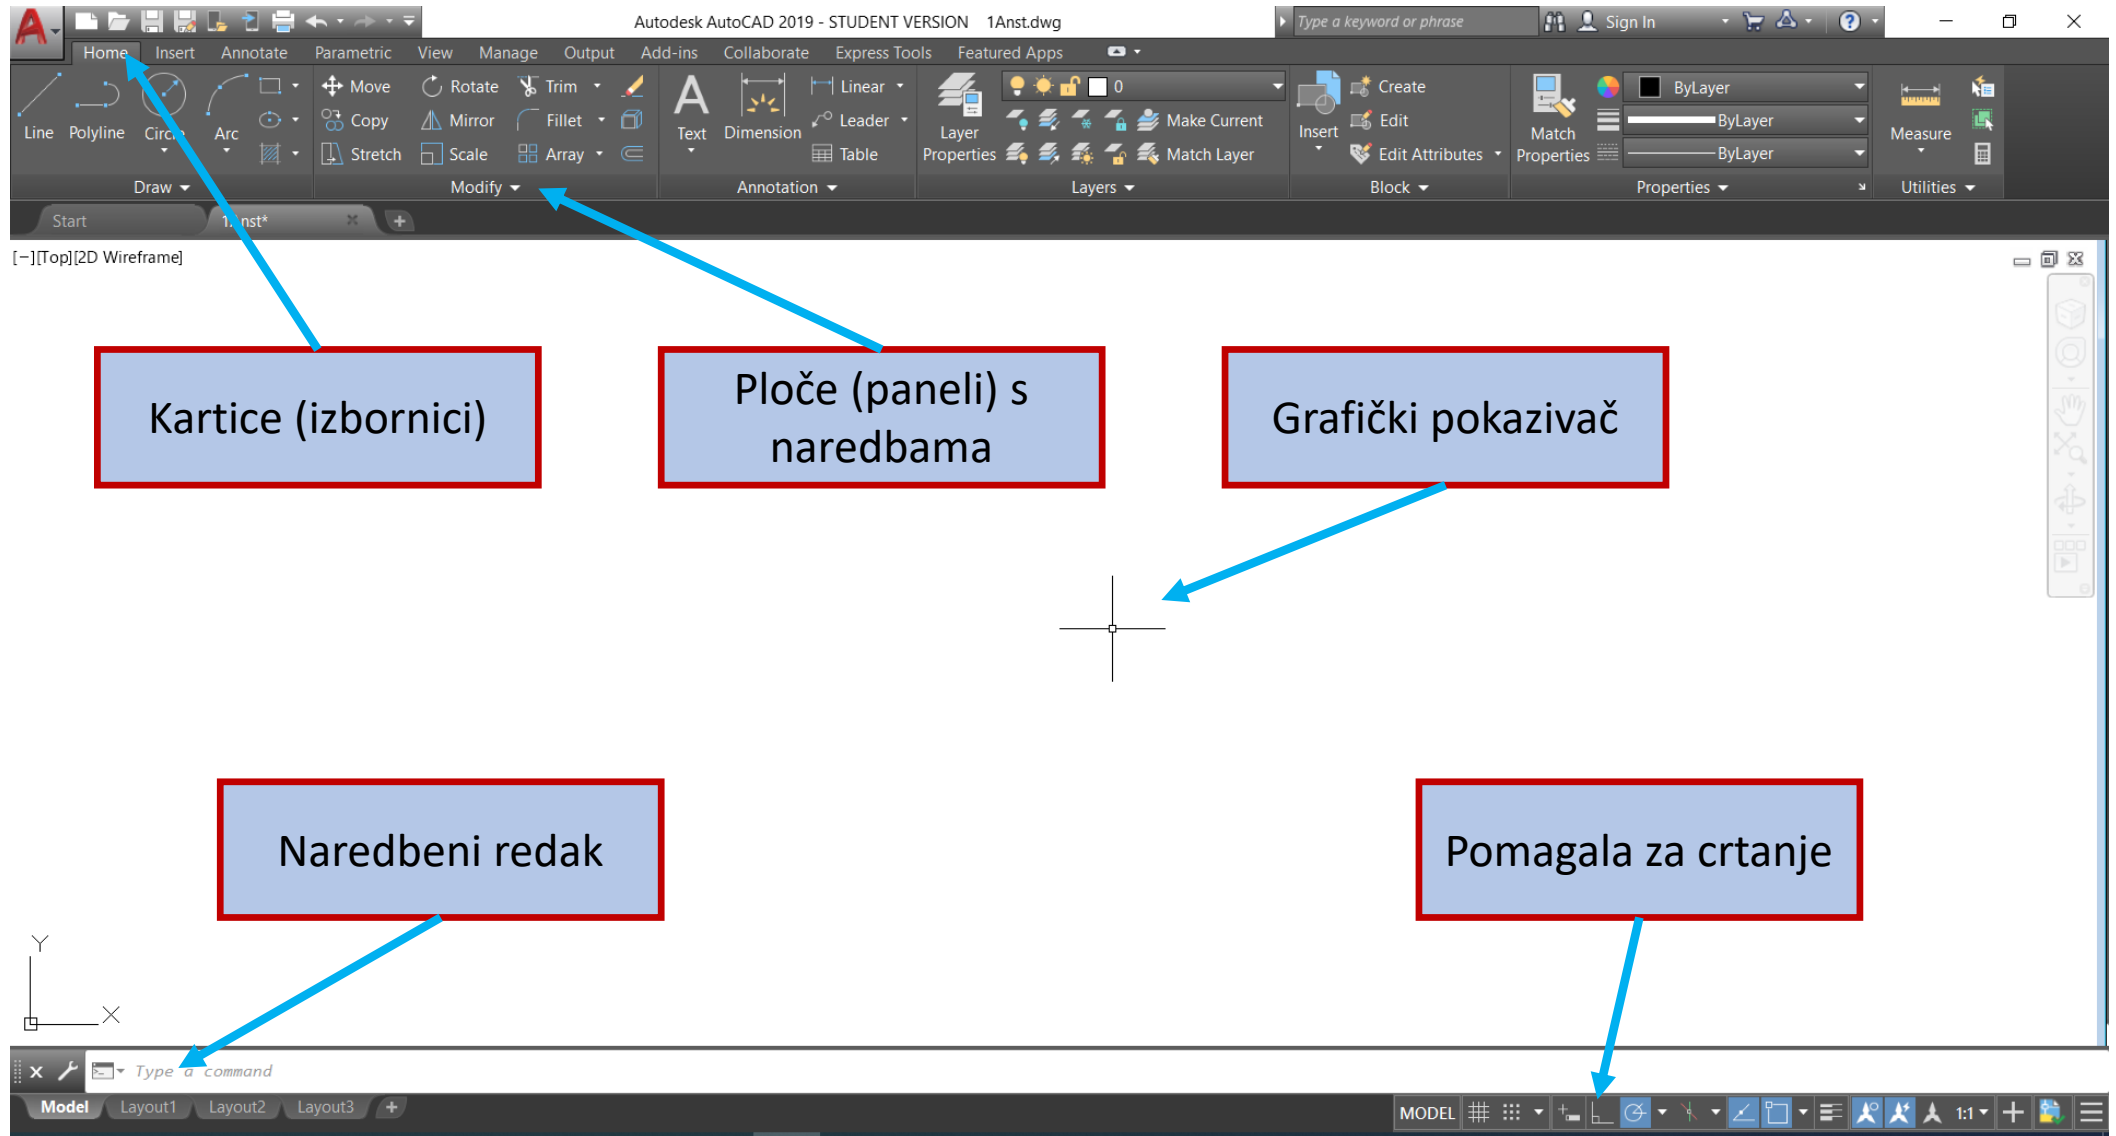 Autodesk AutoCAD 2019 - STUDENT VERSION 1Anst.dwg
Type a keyword or phrase
Sign In
Home Insert Annotate Parametric View Manage Output Add-ins Collaborate Express Tools Featured Apps
Line Polyline Circle Arc
Move Rotate Trim
Copy Mirror Fillet
Stretch Scale Array
Text Dimension
Linear
Leader
Table
Layer Properties
0
Make Current
Match Layer
Insert
Create
Edit
Edit Attributes
Match Properties
ByLayer
ByLayer
ByLayer
Measure
Draw Modify Annotation Layers Block Properties Utilities
Start 1Anst*
[−][Top][2D Wireframe]
Kartice (izbornici)
Ploče (paneli) s
naredbama
Grafički pokazivač
Naredbeni redak
Pomagala za crtanje
Y
X
Type a command
Model Layout1 Layout2 Layout3 +
MODEL 1:1